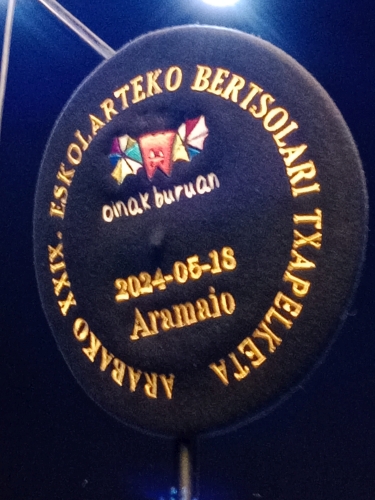 ARABAKO XXIX. ESKOLARTEKO BERTSOLARI TXAPELKETA
oinak buruan
2024-05-18
Aramaio